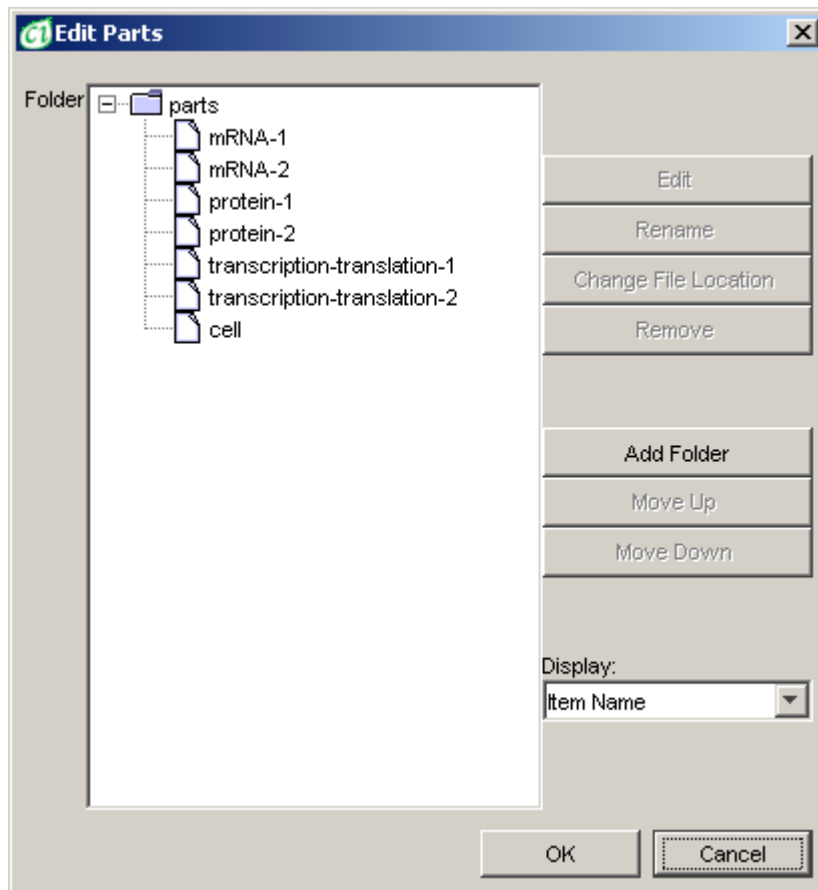 Edit Parts
Folder
parts
mRNA-1
mRNA-2
protein-1
protein-2
transcription-translation-1
transcription-translation-2
cell
Edit
Rename
Change File Location
Remove
Add Folder
Move Up
Move Down
Display:
Item Name
OK
Cancel